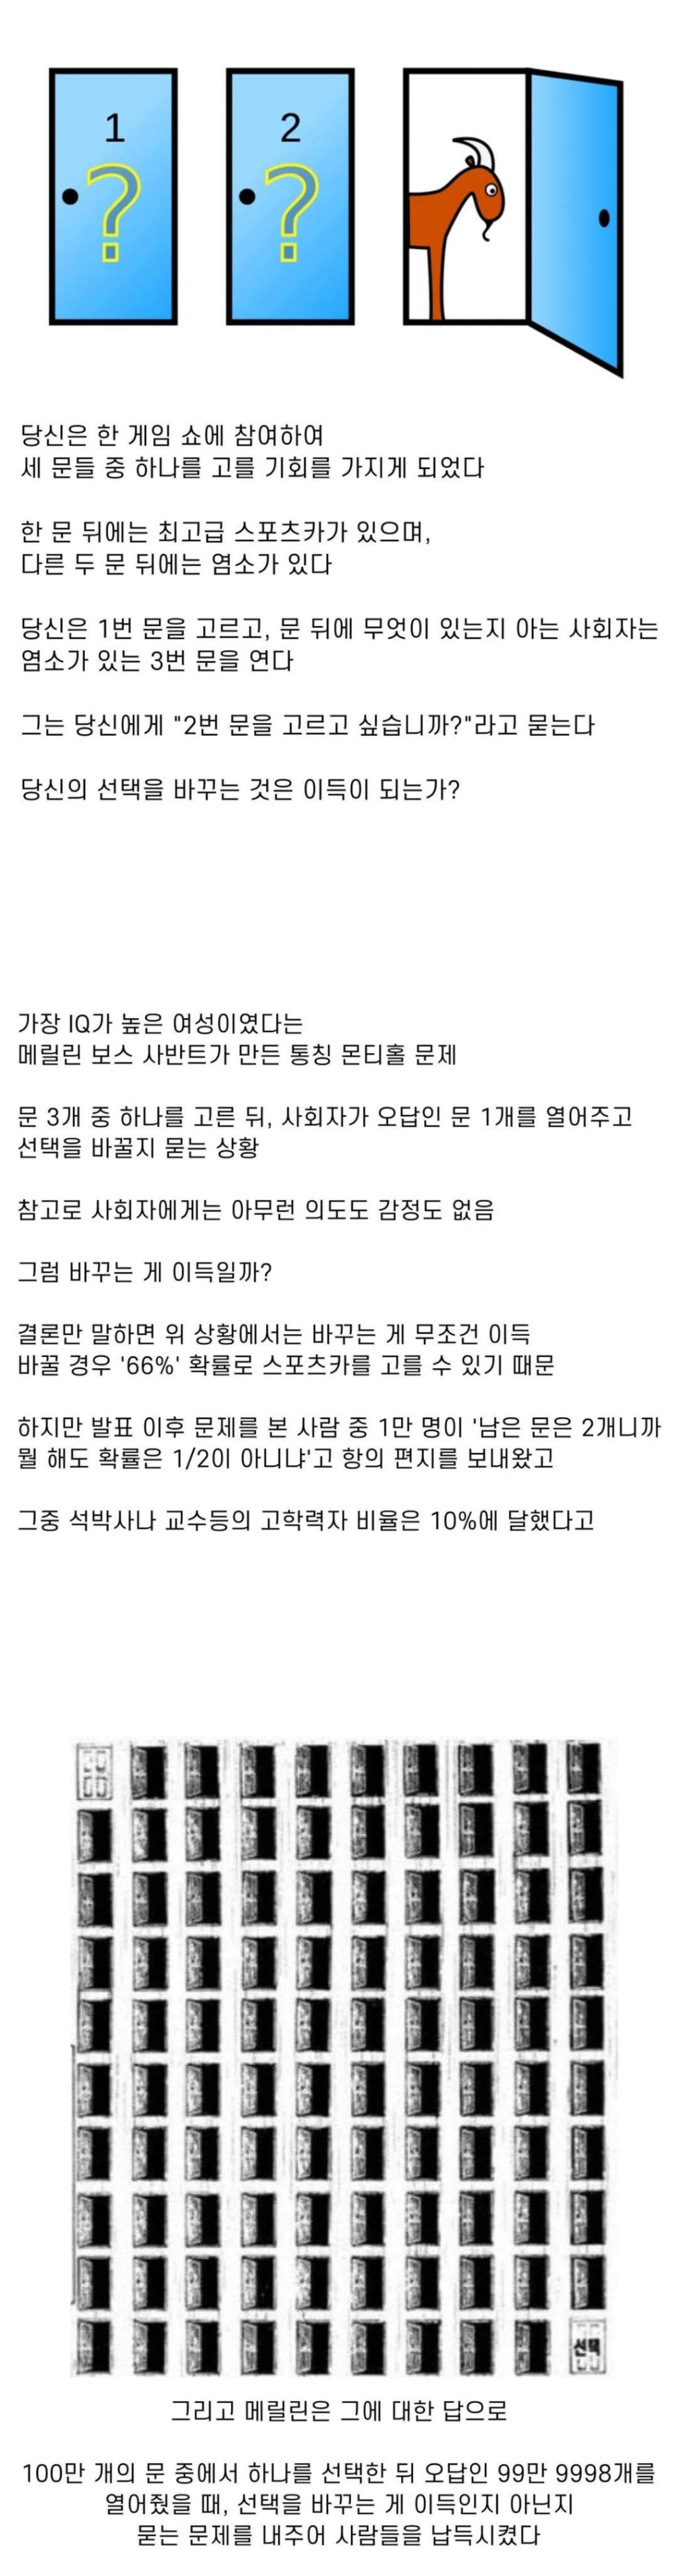 1
2
?
?
당신은 한 게임 쇼에 참여하여
세 문들 중 하나를 고를 기회를 가지게 되었다
한 문 뒤에는 최고급 스포츠카가 있으며,
다른 두 문 뒤에는 염소가 있다
당신은 1번 문을 고르고, 문 뒤에 무엇이 있는지 아는 사회자는
염소가 있는 3번 문을 연다
그는 당신에게 "2번 문을 고르고 싶습니까?"라고 묻는다
당신의 선택을 바꾸는 것은 이득이 되는가?
가장 IQ가 높은 여성이였다는
메릴린 보스 사반트가 만든 통칭 몬티홀 문제
문 3개 중 하나를 고른 뒤, 사회자가 오답인 문 1개를 열어주고
선택을 바꿀지 묻는 상황
참고로 사회자에게는 아무런 의도도 감정도 없음
그럼 바꾸는 게 이득일까?
결론만 말하면 위 상황에서는 바꾸는 게 무조건 이득
바꿀 경우 '66%' 확률로 스포츠카를 고를 수 있기 때문
하지만 발표 이후 문제를 본 사람 중 1만 명이 '남은 문은 2개니까
뭘 해도 확률은 1/2이 아니냐'고 항의 편지를 보내왔고
그중 석박사나 교수등의 고학력자 비율은 10%에 달했다고
선택
그리고 메릴린은 그에 대한 답으로
100만 개의 문 중에서 하나를 선택한 뒤 오답인 99만 9998개를
열어줬을 때, 선택을 바꾸는 게 이득인지 아닌지
묻는 문제를 내주어 사람들을 납득시켰다